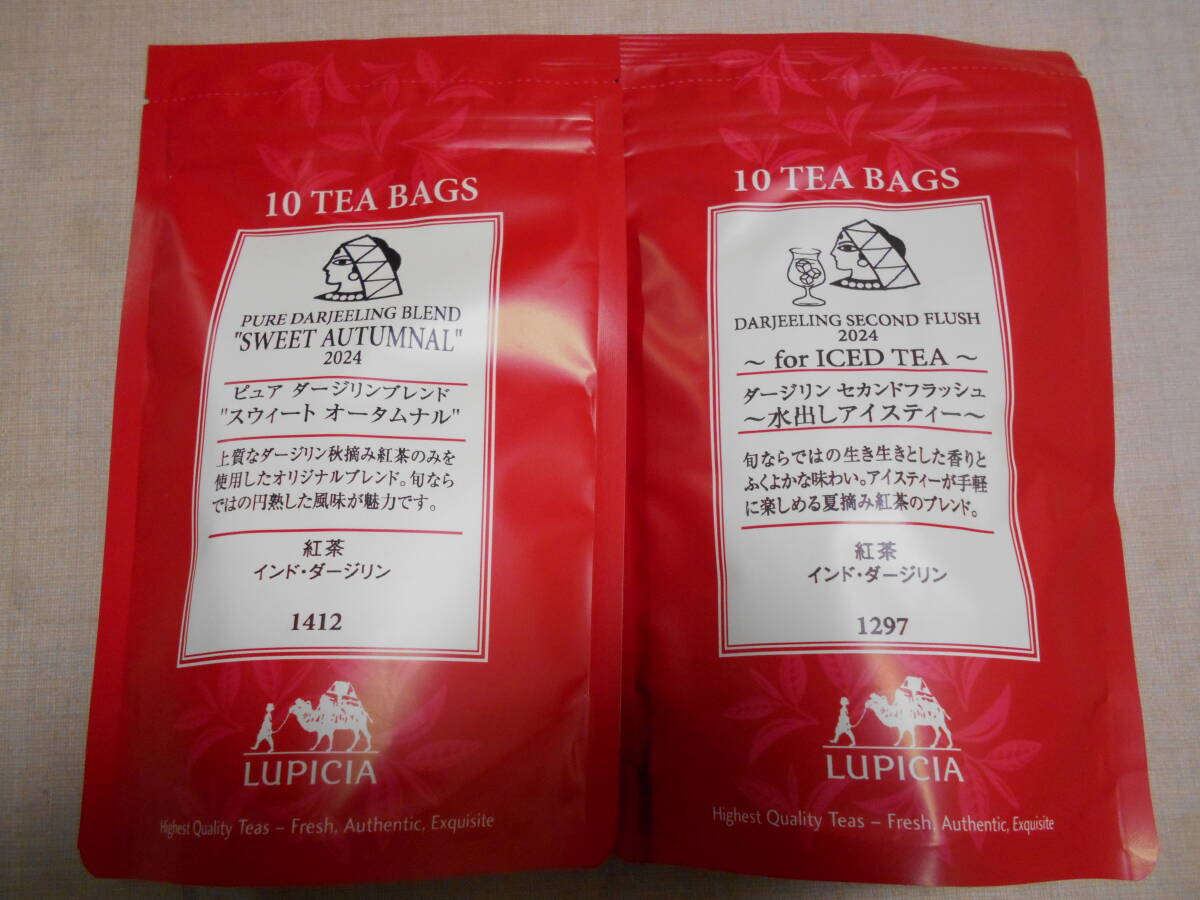 10 TEA BAGS
PURE DARJEELING BLEND
"SWEET AUTUMNAL"
2024
ピュア ダージリンブレンド
"スウィート オータムナル"
上質なダージリン秋摘み紅茶のみを
使用したオリジナルブレンド。旬なら
ではの円熟した風味が魅力です。
紅茶
インド・ダージリン
1412
LUPICIA
Highest Quality Teas – Fresh, Authentic, Exquisite
10 TEA BAGS
DARJEELING SECOND FLUSH
2024
～ for ICED TEA ～
ダージリン セカンドフラッシュ
～水出しアイスティー～
旬ならではの生き生きとした香りと
ふくよかな味わい。アイスティーが手軽
に楽しめる夏摘み紅茶のブレンド。
紅茶
インド・ダージリン
1297
LUPICIA
Highest Quality Teas – Fresh, Authentic, Exquisite